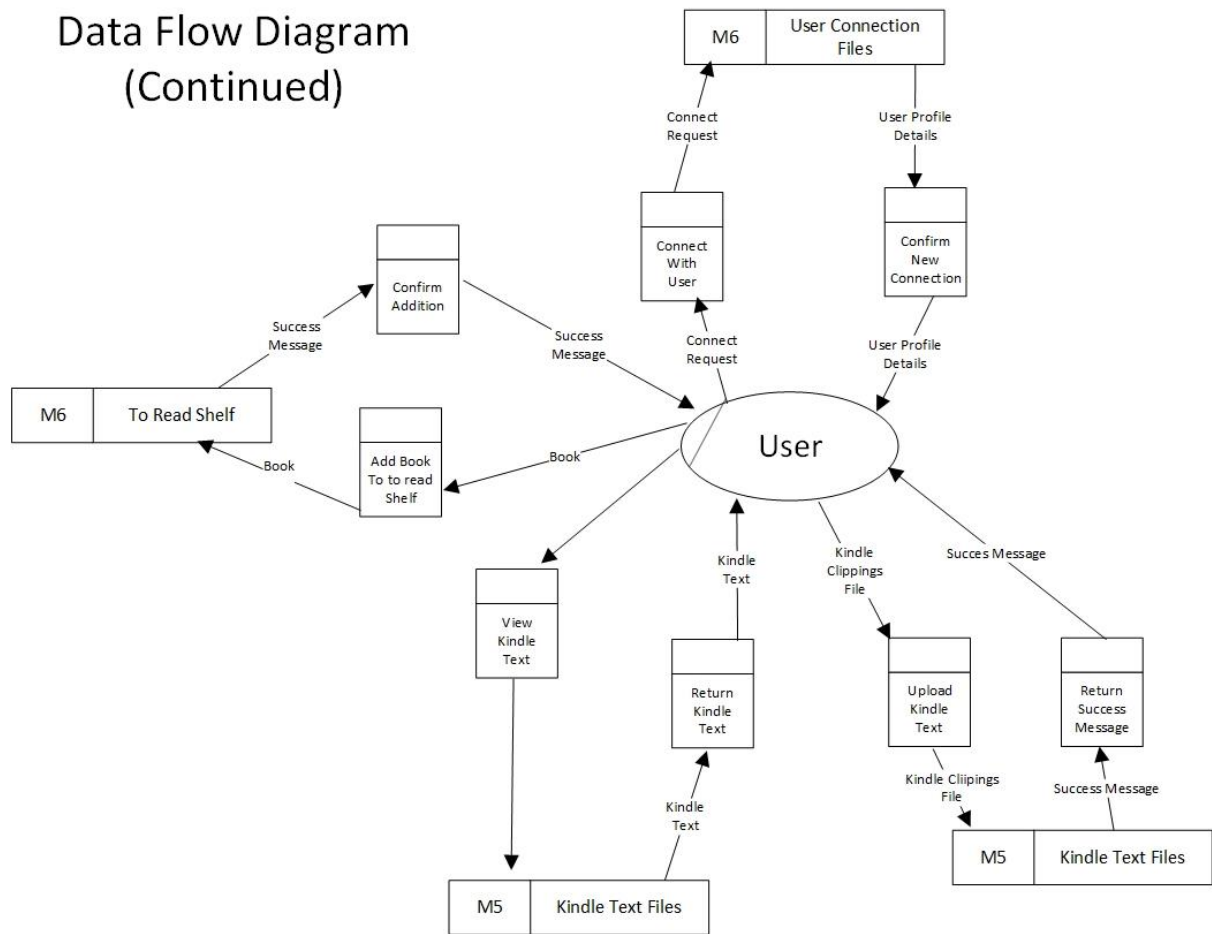 Data Flow Diagram
(Continued)
M6
User Connection
Files
Connect
Request
User Profile
Details
Connect
With
User
Confirm
New
Connection
Confirm
Addition
Success
Message
Success
Message
Connect
Request
User Profile
Details
M6
To Read Shelf
User
Book
Add Book
To to read
Shelf
Book
View
Kindle
Text
Kindle
Text
Kindle
Clippings
File
Succes Message
Return
Kindle
Text
Upload
Kindle
Text
Return
Success
Message
Kindle
Text
Kindle Cliipings
File
Success Message
M5
Kindle Text Files
M5
Kindle Text Files